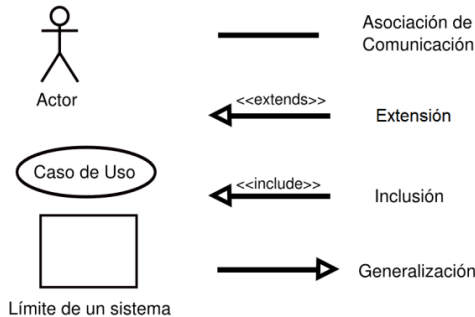 Actor
Asociación de
Comunicación
<<extends>>
Extensión
Caso de Uso
<<include>>
Inclusión
Generalización
Límite de un sistema